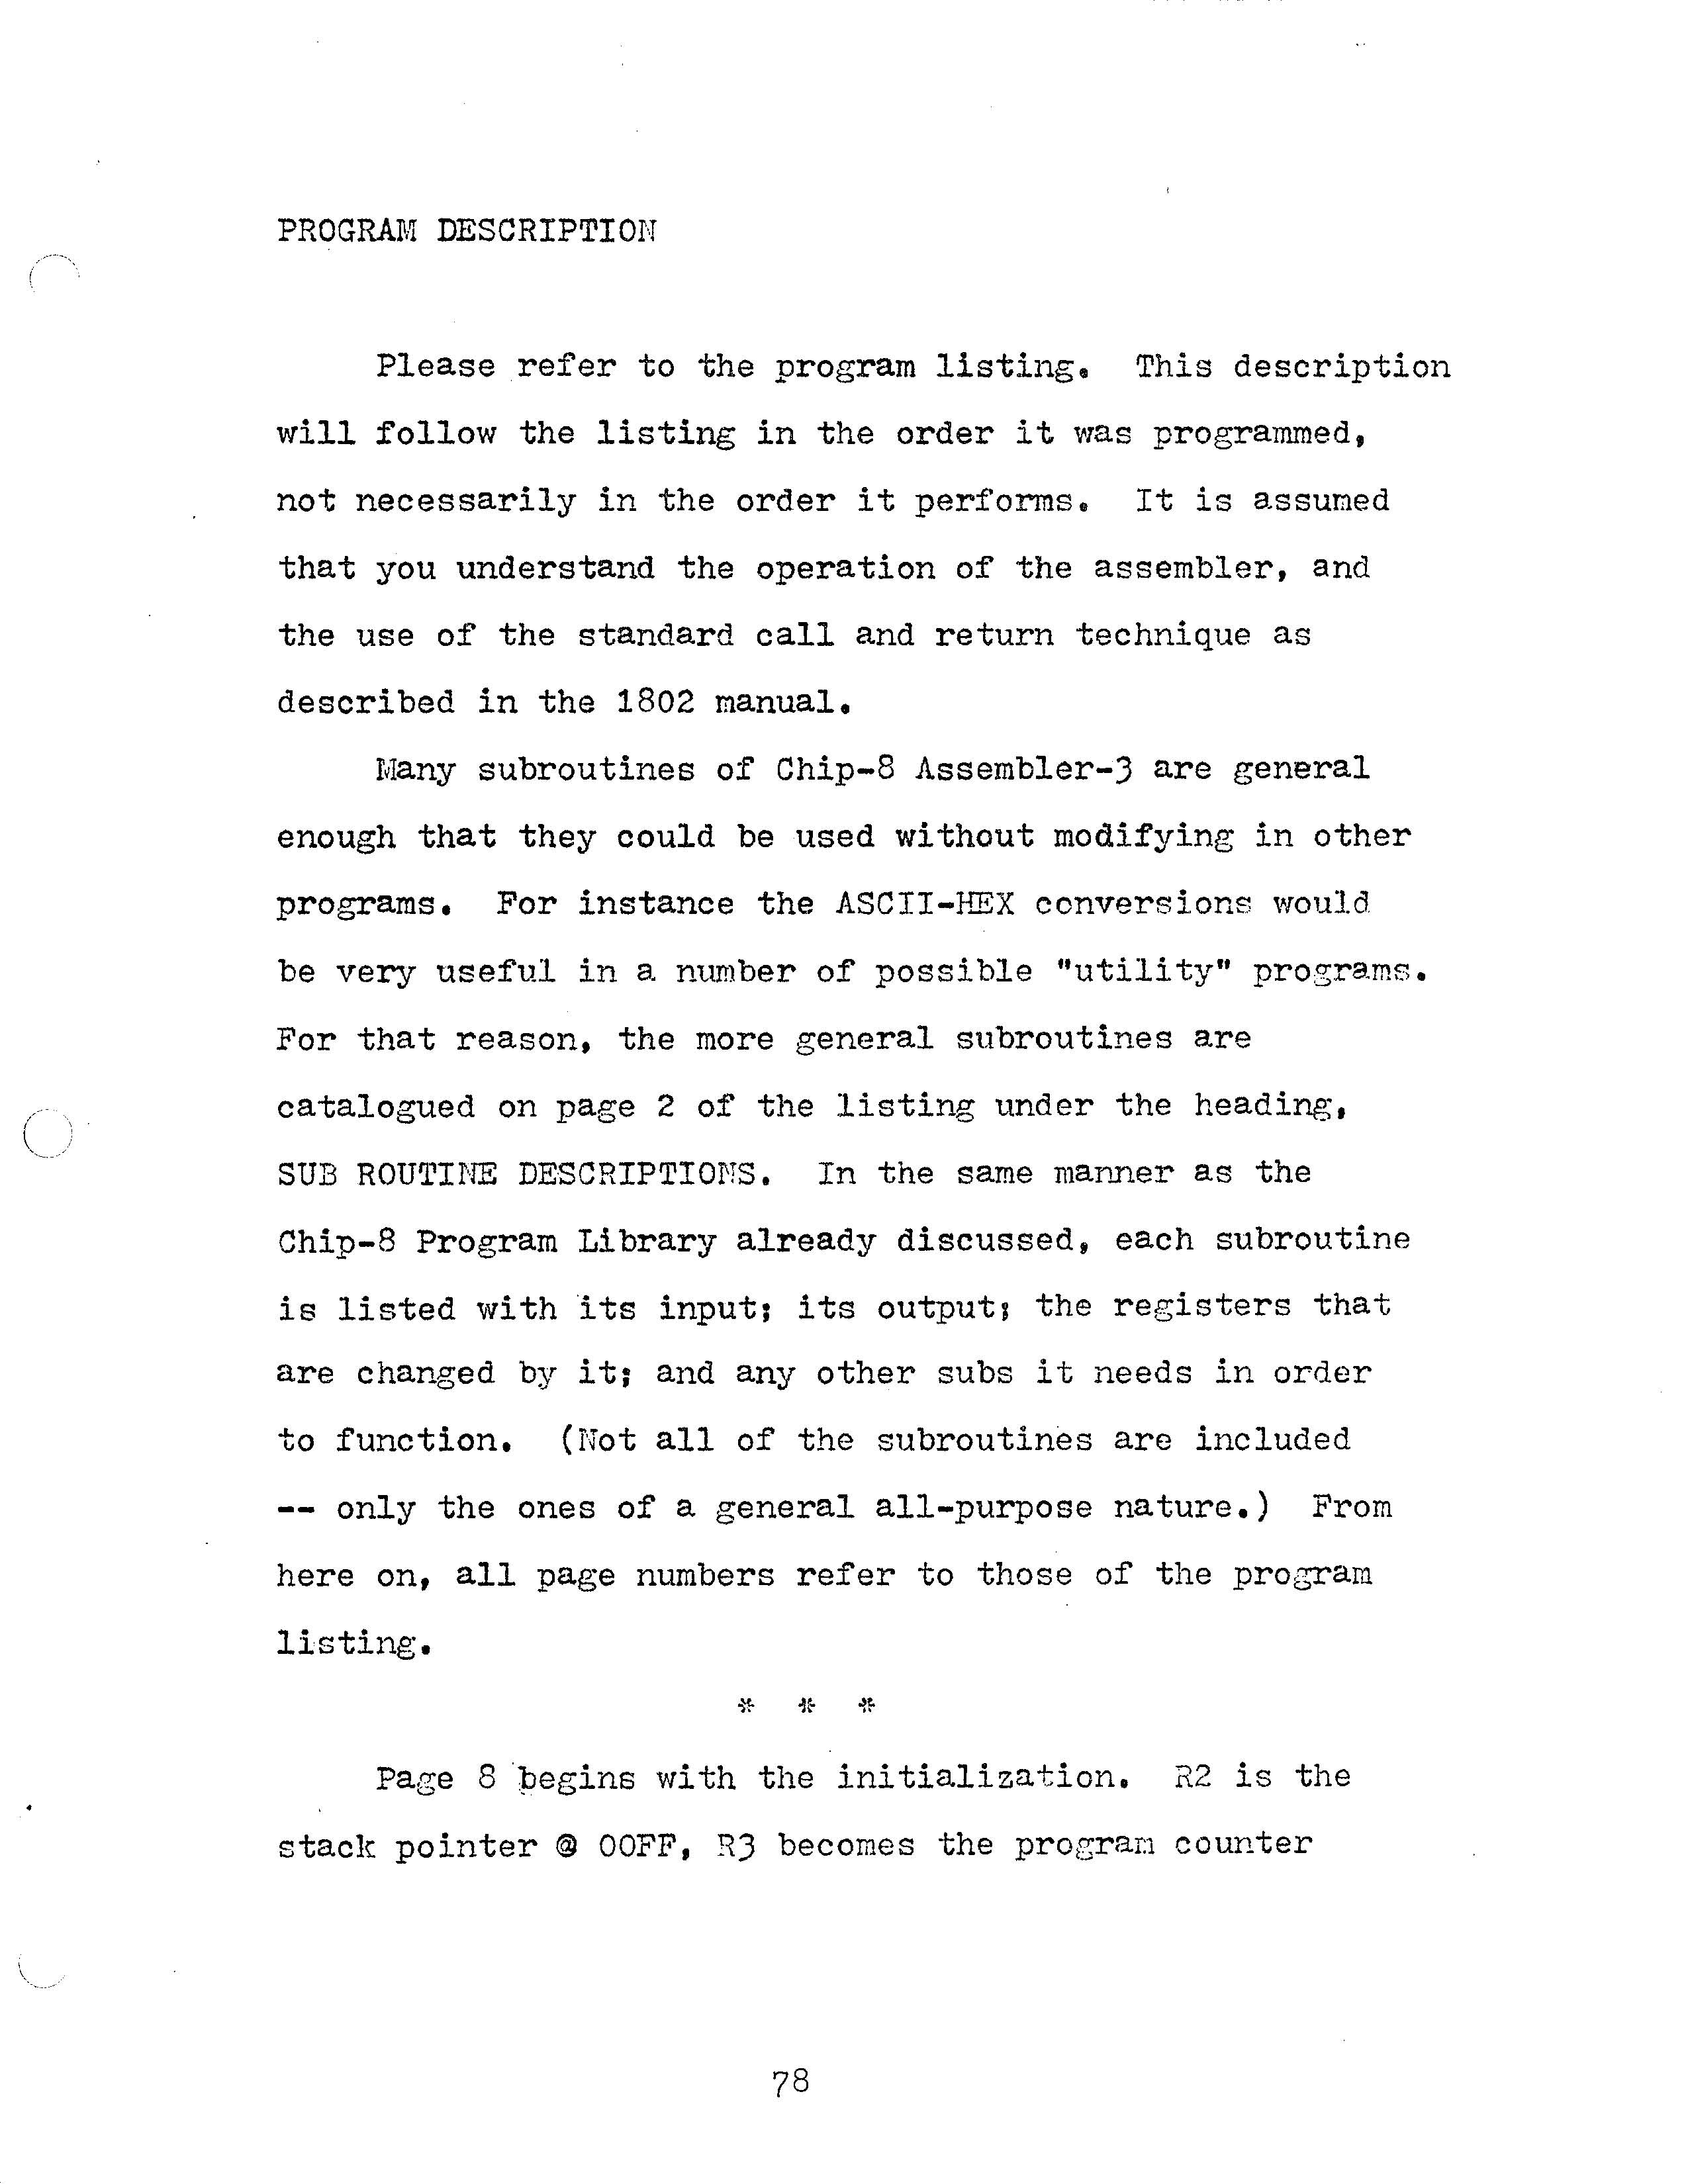 PROGRAM DESCRIPTION
Please refer to the program listing. This description
will follow the listing in the order it was programmed,
not necessarily in the order it performs. It is assumed
that you understand the operation of the assembler, and
the use of the standard call and return technique as
described in the 1802 manual.
Many subroutines of Chip-8 Assembler-3 are general
enough that they could be used without modifying in other
programs. For instance the ASCII-HEX conversions would
be very useful in a number of possible "utility" programs.
For that reason, the more general subroutines are
catalogued on page 2 of the listing under the heading,
SUB ROUTINE DESCRIPTIONS. In the same manner as the
Chip-8 Program Library already discussed, each subroutine
is listed with its input; its output; the registers that
are changed by it; and any other subs it needs in order
to function. (Not all of the subroutines are included
-- only the ones of a general all-purpose nature.) From
here on, all page numbers refer to those of the program
listing.
* * *
Page 8 begins with the initialization. R2 is the
stack pointer @ 00FF, R3 becomes the program counter
78